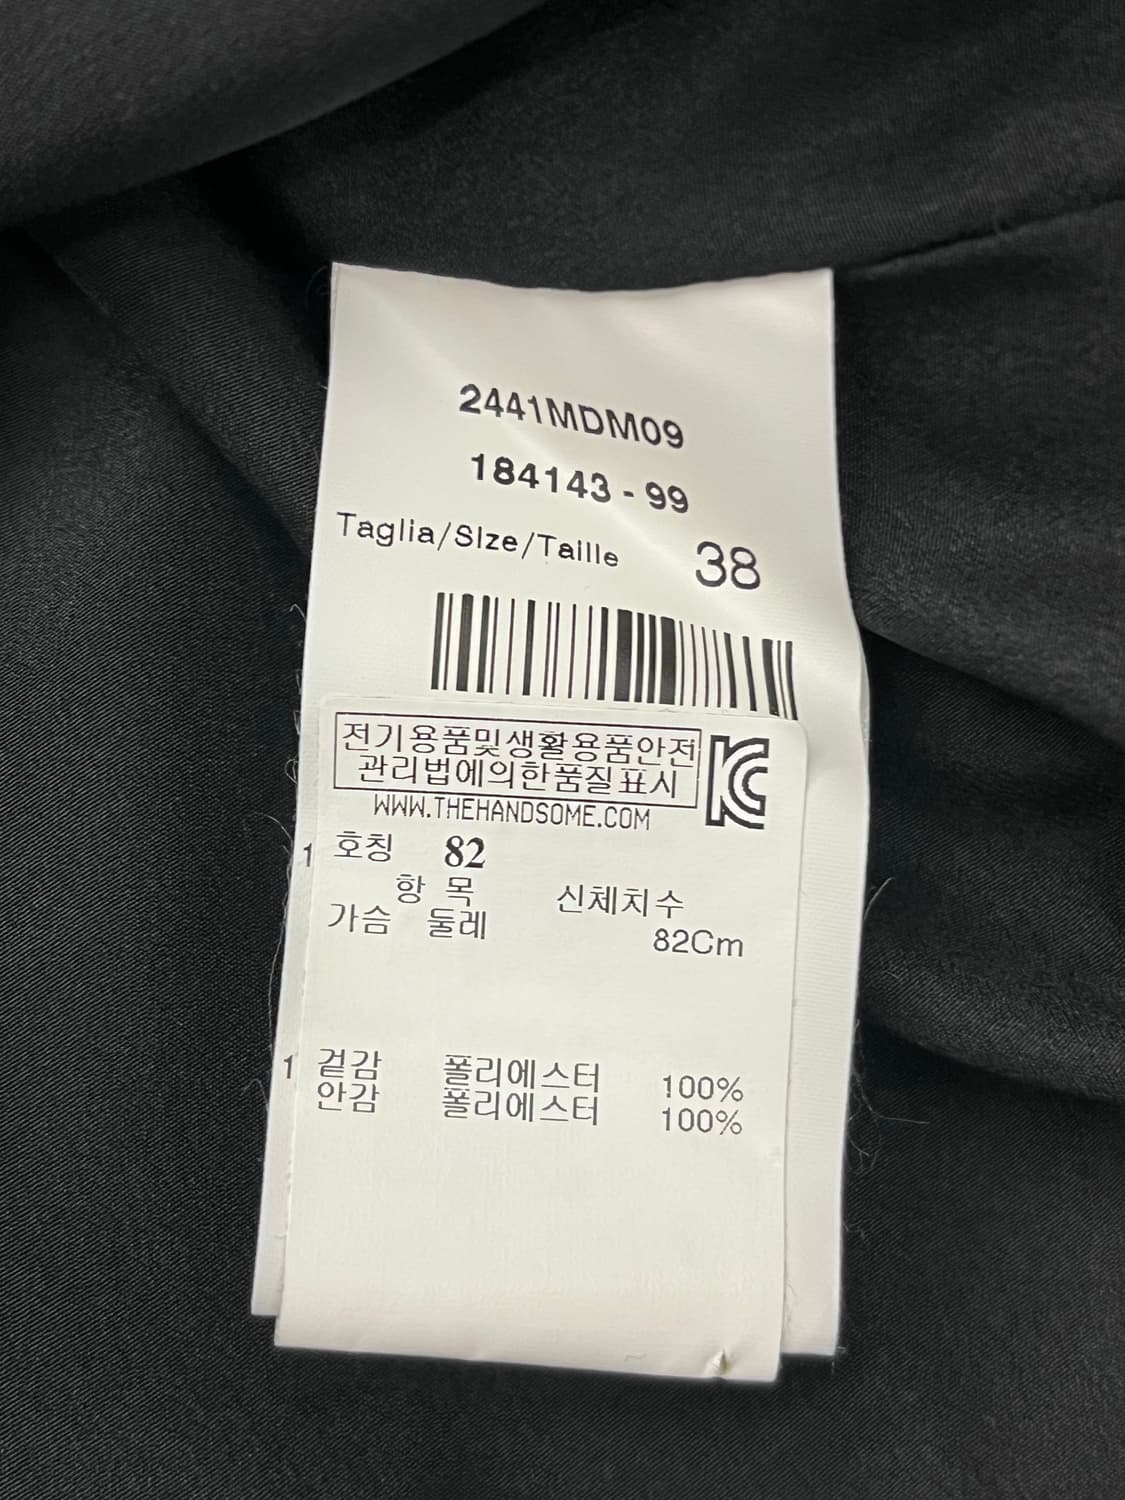 2441MDM09
184143 - 99
Taglia/SIze/Taille 38
전기용품및생활용품안전
관리법에의한품질표시
WWW.THEHANDSOME.COM
1 호칭 82
항 목 신체치수
가슴 둘레 82Cm
1 겉감 폴리에스터 100%
안감 폴리에스터 100%